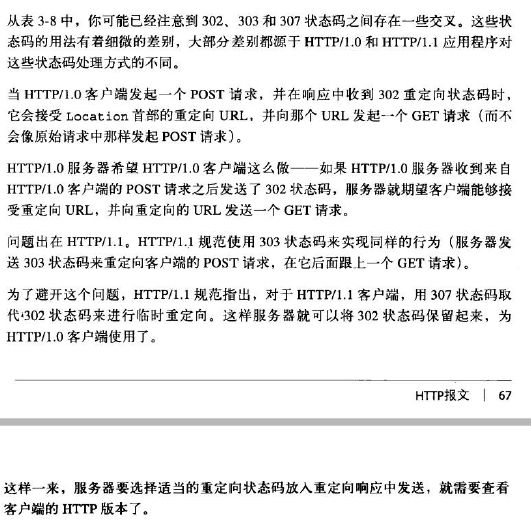 从表 3-8 中，你可能已经注意到 302、303 和 307 状态码之间存在一些交叉。这些状
态码的用法有着细微的差别，大部分差别都源于 HTTP/1.0 和 HTTP/1.1 应用程序对
这些状态码处理方式的不同。
当 HTTP/1.0 客户端发起一个 POST 请求，并在响应中收到 302 重定向状态码时，
它会接受 Location 首部的重定向 URL，并向那个 URL 发起一个 GET 请求（而不
会像原始请求中那样发起 POST 请求）。
HTTP/1.0 服务器希望 HTTP/1.0 客户端这么做——如果 HTTP/1.0 服务器收到来自
HTTP/1.0 客户端的 POST 请求之后发送了 302 状态码，服务器就期望客户端能够接
受重定向 URL，并向重定向的 URL 发送一个 GET 请求。
问题出在 HTTP/1.1。HTTP/1.1 规范使用 303 状态码来实现同样的行为（服务器发
送 303 状态码来重定向客户端的 POST 请求，在它后面跟上一个 GET 请求）。
为了避开这个问题，HTTP/1.1 规范指出，对于 HTTP/1.1 客户端，用 307 状态码取
代 302 状态码来进行临时重定向。这样服务器就可以将 302 状态码保留起来，为
HTTP/1.0 客户端使用了。
HTTP报文 | 67
这样一来，服务器要选择适当的重定向状态码放入重定向响应中发送，就需要查看
客户端的 HTTP 版本了。